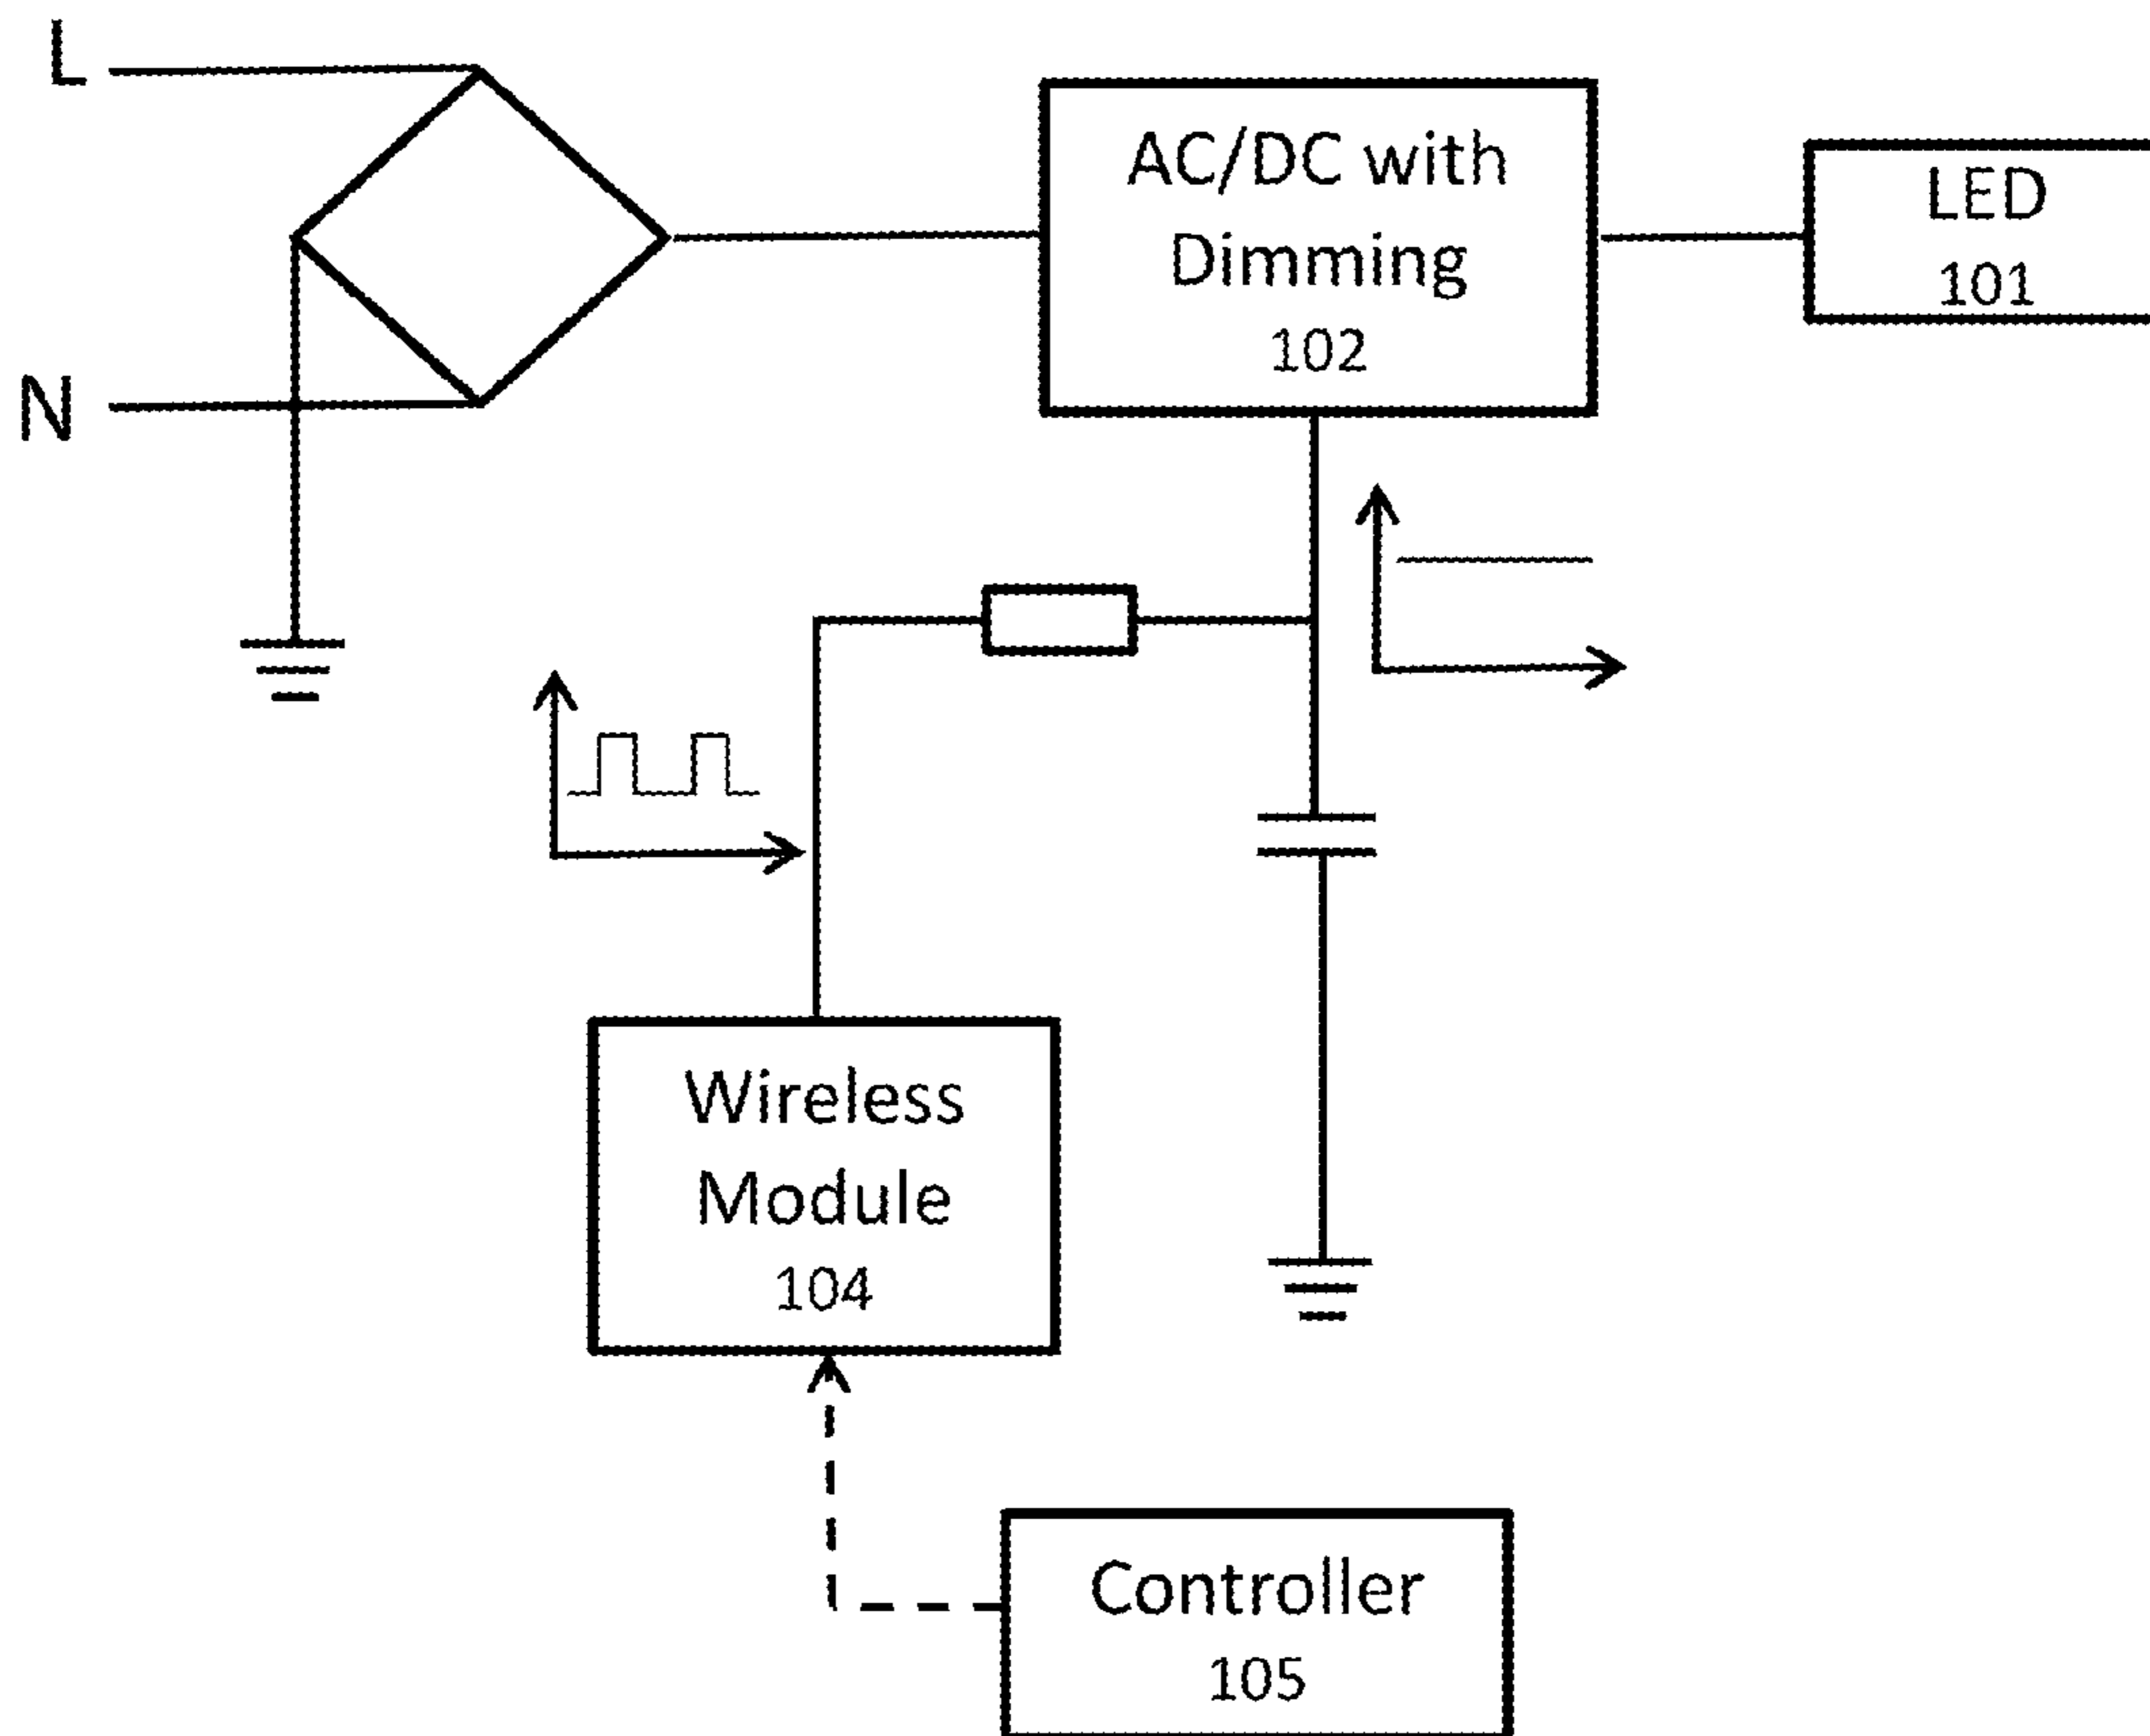 L
N
AC/DC with
Dimming
102
LED
101
Wireless
Module
104
Controller
105